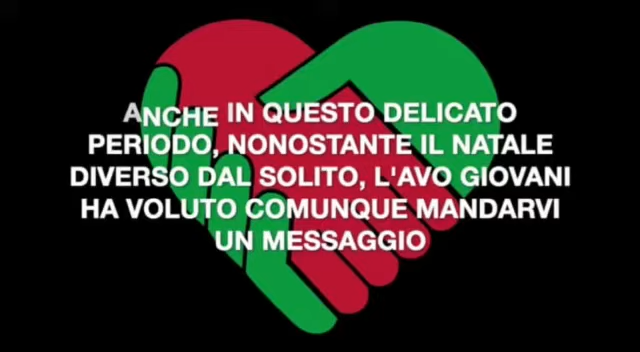 ANCHE IN QUESTO DELICATO
PERIODO, NONOSTANTE IL NATALE
DIVERSO DAL SOLITO, L'AVO GIOVANI
HA VOLUTO COMUNQUE MANDARVI
UN MESSAGGIO